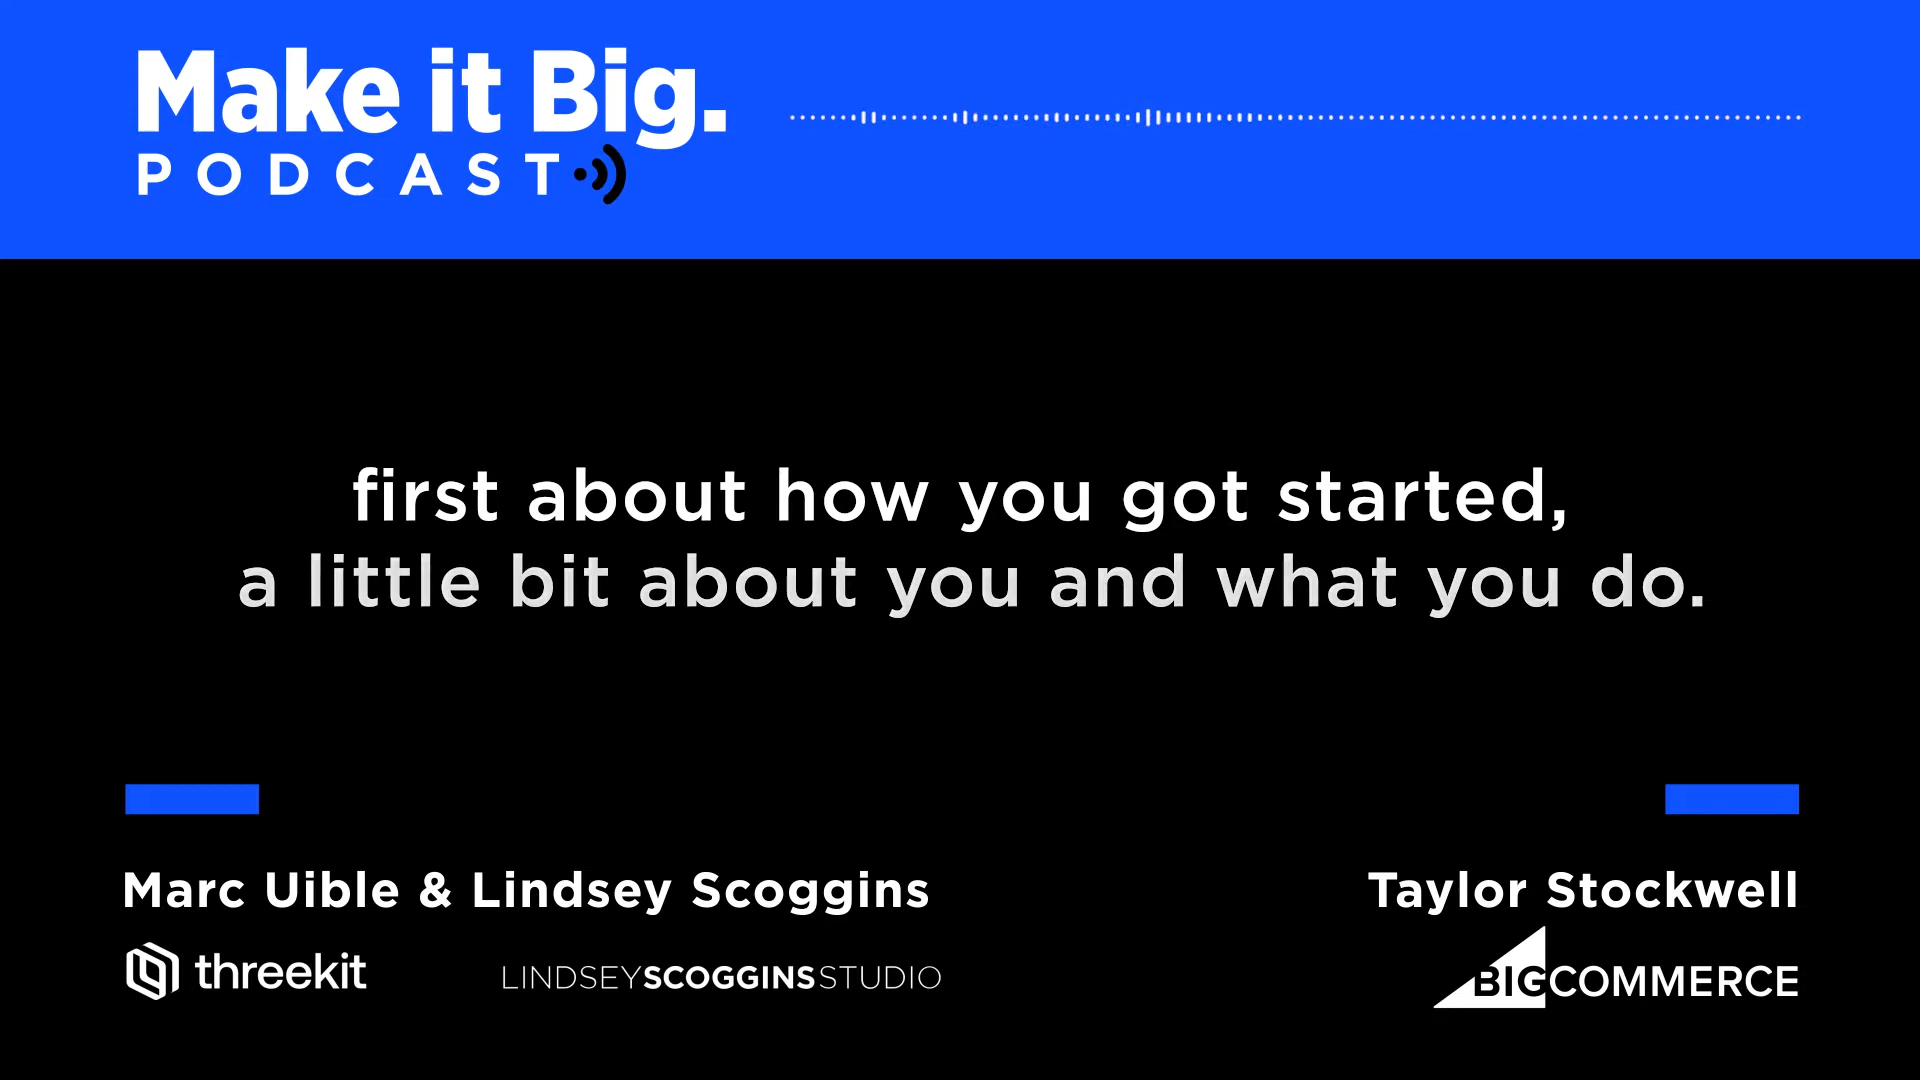 Make it Big.
PODCAST
first about how you got started,
a little bit about you and what you do.
Marc Uible & Lindsey Scoggins
Taylor Stockwell
threekit
LINDSEYSCOGGINSSTUDIO
BIGCOMMERCE